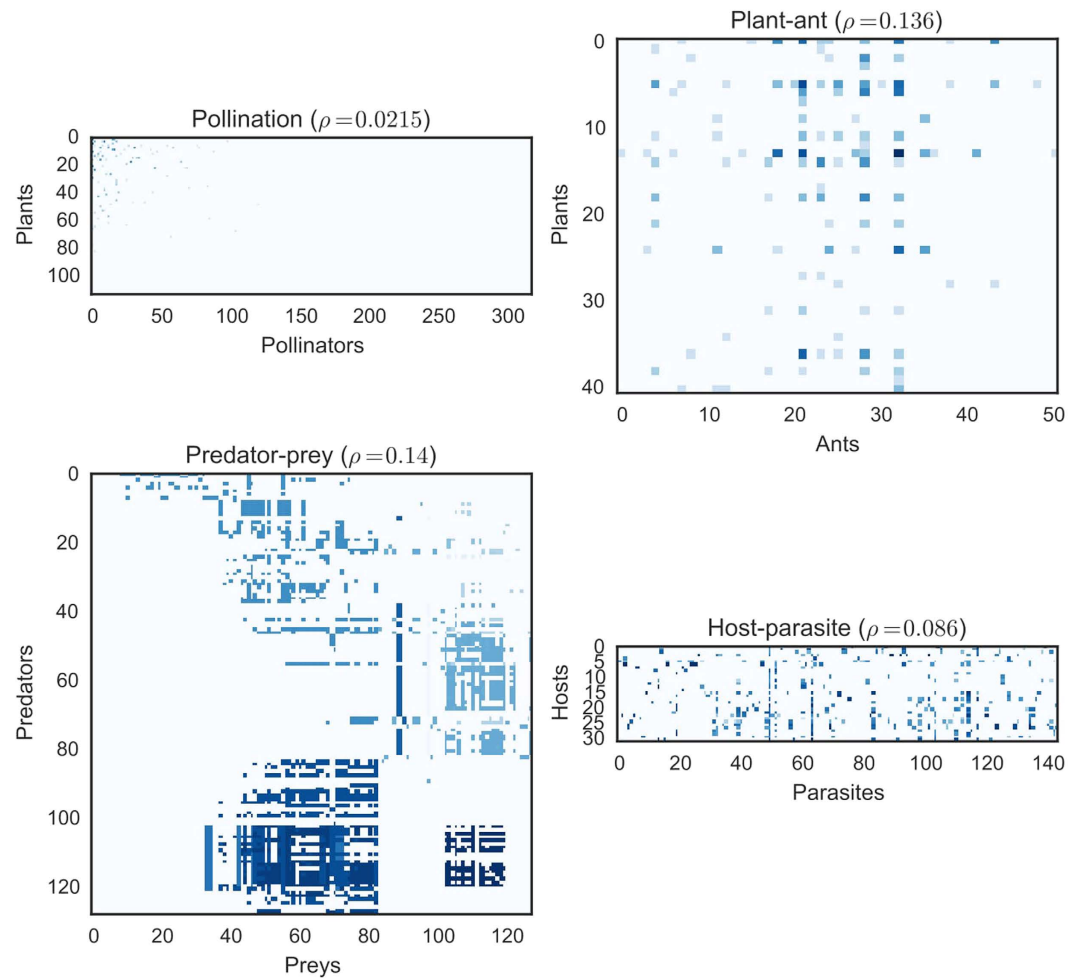 Plant-ant (ρ=0.136)
0
10
20
30
40
Plants
0 10 20 30 40 50
Ants
Pollination (ρ=0.0215)
0
20
40
60
80
100
Plants
0 50 100 150 200 250 300
Pollinators
Predator-prey (ρ=0.14)
0
20
40
60
80
100
120
Predators
0 20 40 60 80 100 120
Preys
Host-parasite (ρ=0.086)
0
5
10
15
20
25
30
Hosts
0 20 40 60 80 100 120 140
Parasites